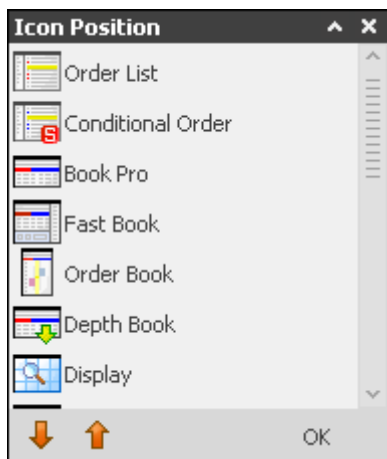 Icon Position
Order List
Conditional Order
Book Pro
Fast Book
Order Book
Depth Book
Display
OK